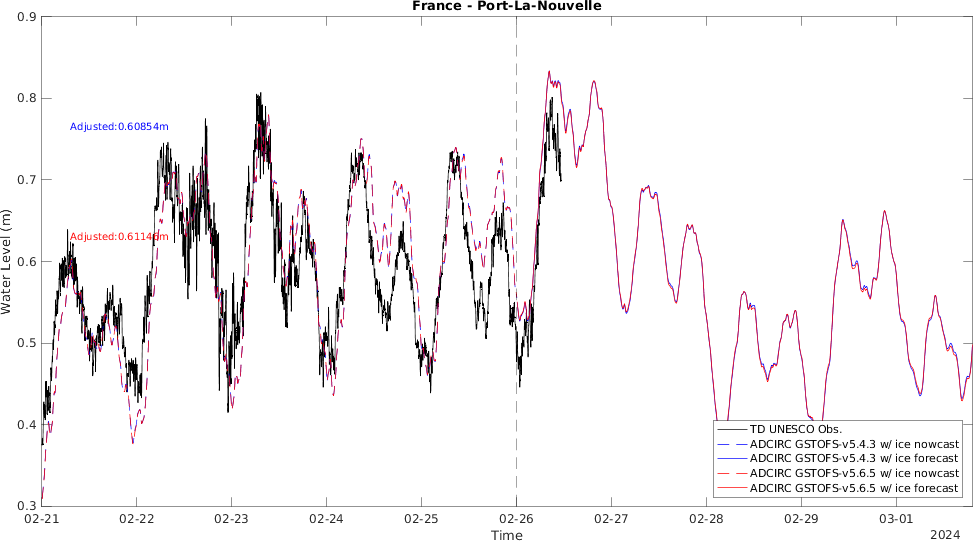 France - Port-La-Nouvelle
0.9
0.8
0.7
0.6
0.5
0.4
0.3
Water Level (m)
Adjusted:0.60854m
Adjusted:0.61146m
TD UNESCO Obs.
ADCIRC GSTOFS-v5.4.3 w/ ice nowcast
ADCIRC GSTOFS-v5.4.3 w/ ice forecast
ADCIRC GSTOFS-v5.6.5 w/ ice nowcast
ADCIRC GSTOFS-v5.6.5 w/ ice forecast
02-21 02-22 02-23 02-24 02-25 02-26 02-27 02-28 02-29 03-01
Time
2024